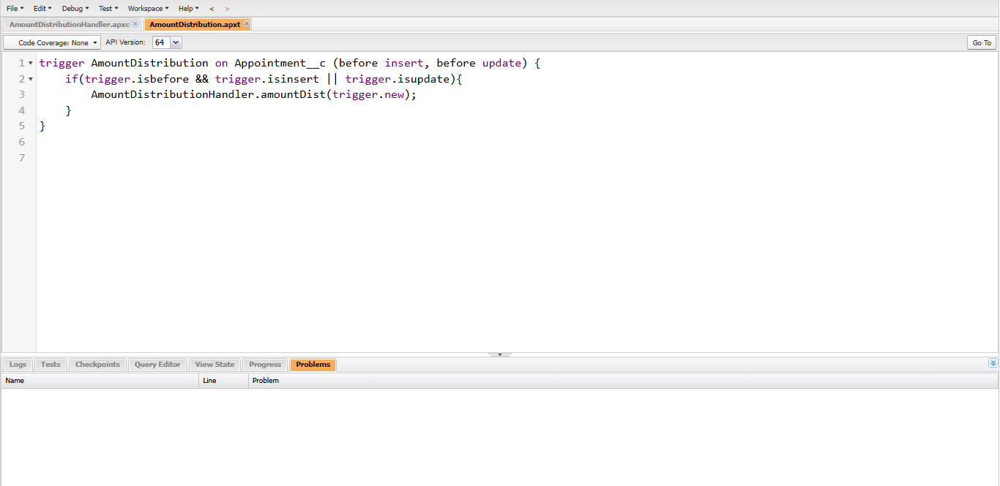 File Edit Debug Test Workspace Help < >
AmountDistributionHandler.apxc AmountDistribution.apxt
Code Coverage: None API Version: 64 Go To
1 trigger AmountDistribution on Appointment__c (before insert, before update) {
2 if(trigger.isbefore && trigger.isinsert || trigger.isupdate){
3 AmountDistributionHandler.amountDist(trigger.new);
4 }
5 }
6
7
Logs Tests Checkpoints Query Editor View State Progress Problems
Name Line Problem